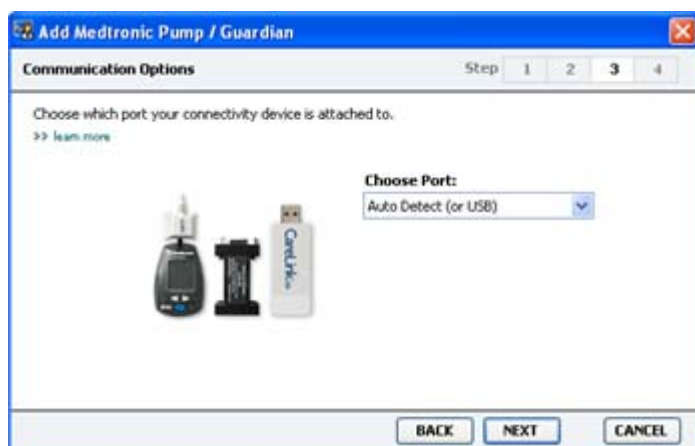 Add Medtronic Pump / Guardian
Communication Options
Step 1 2 3 4
Choose which port your connectivity device is attached to.
>> learn more
Choose Port:
Auto Detect (or USB)
CareLink
BACK NEXT CANCEL